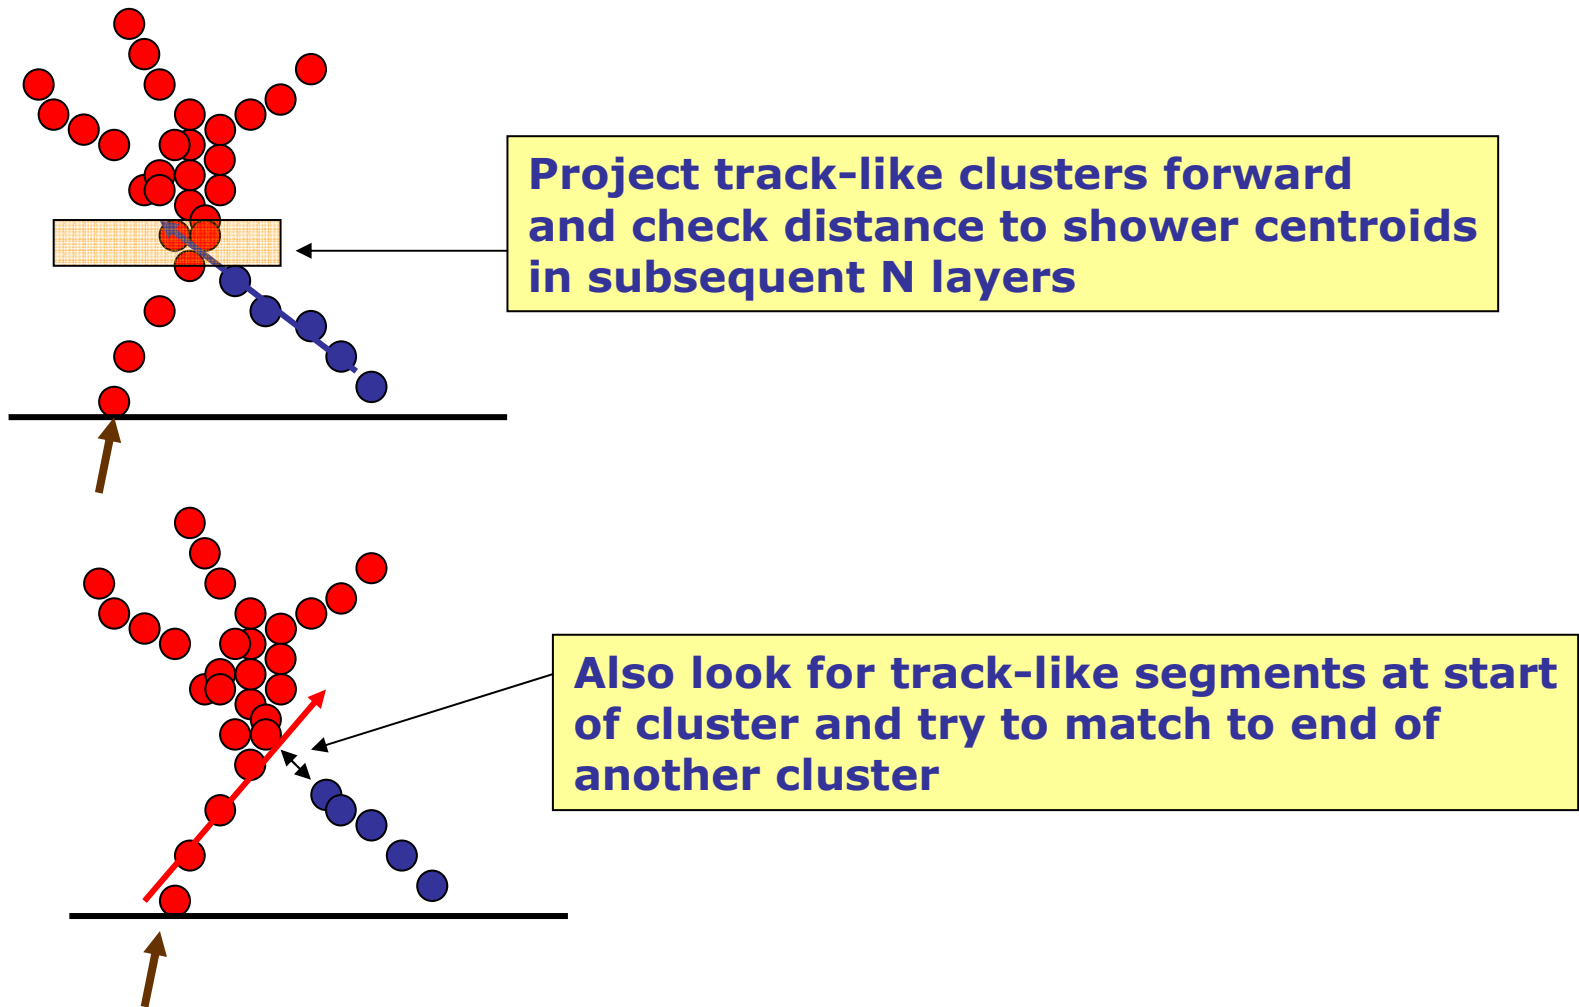 Project track-like clusters forward
and check distance to shower centroids
in subsequent N layers
Also look for track-like segments at start
of cluster and try to match to end of
another cluster